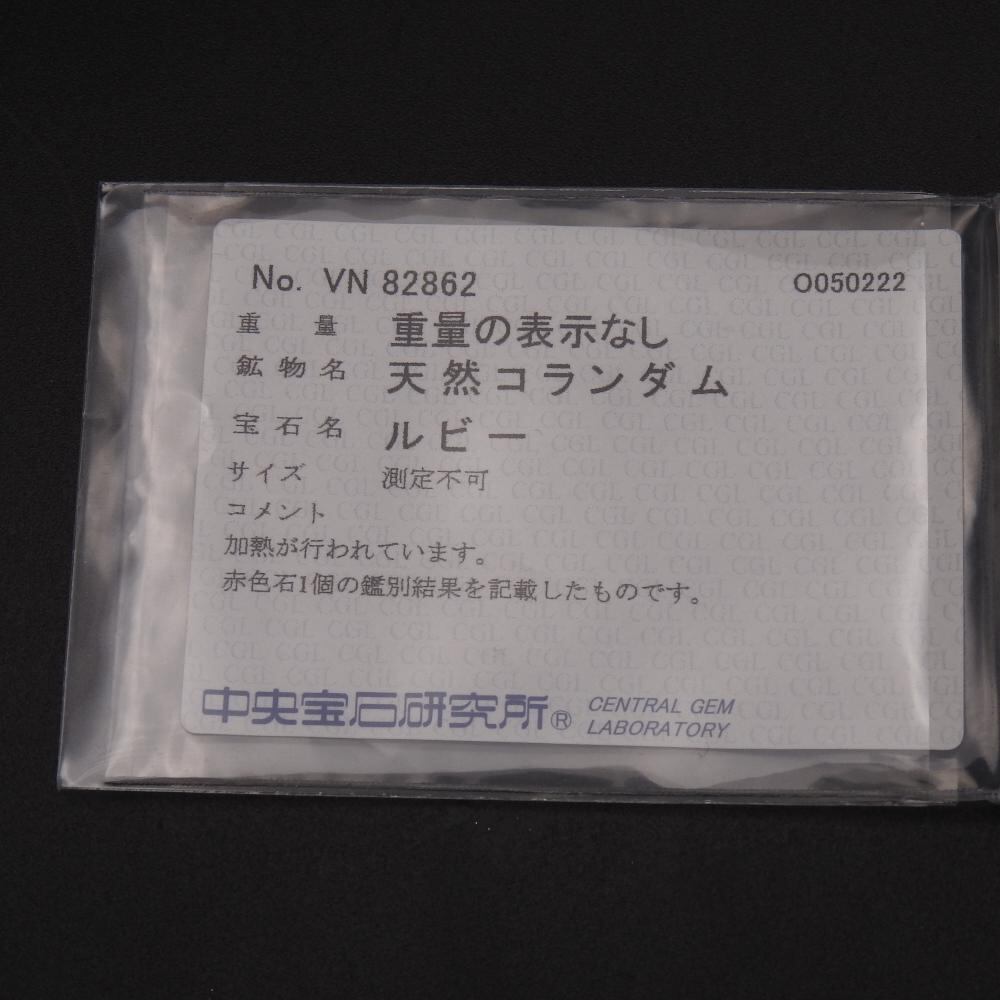 No. VN 82862 O050222
重量 重量の表示なし
鉱物名 天然コランダム
宝石名 ルビー
サイズ 測定不可
コメント
加熱が行われています。
赤色石1個の鑑別結果を記載したものです。
中央宝石研究所® CENTRAL GEM
LABORATORY